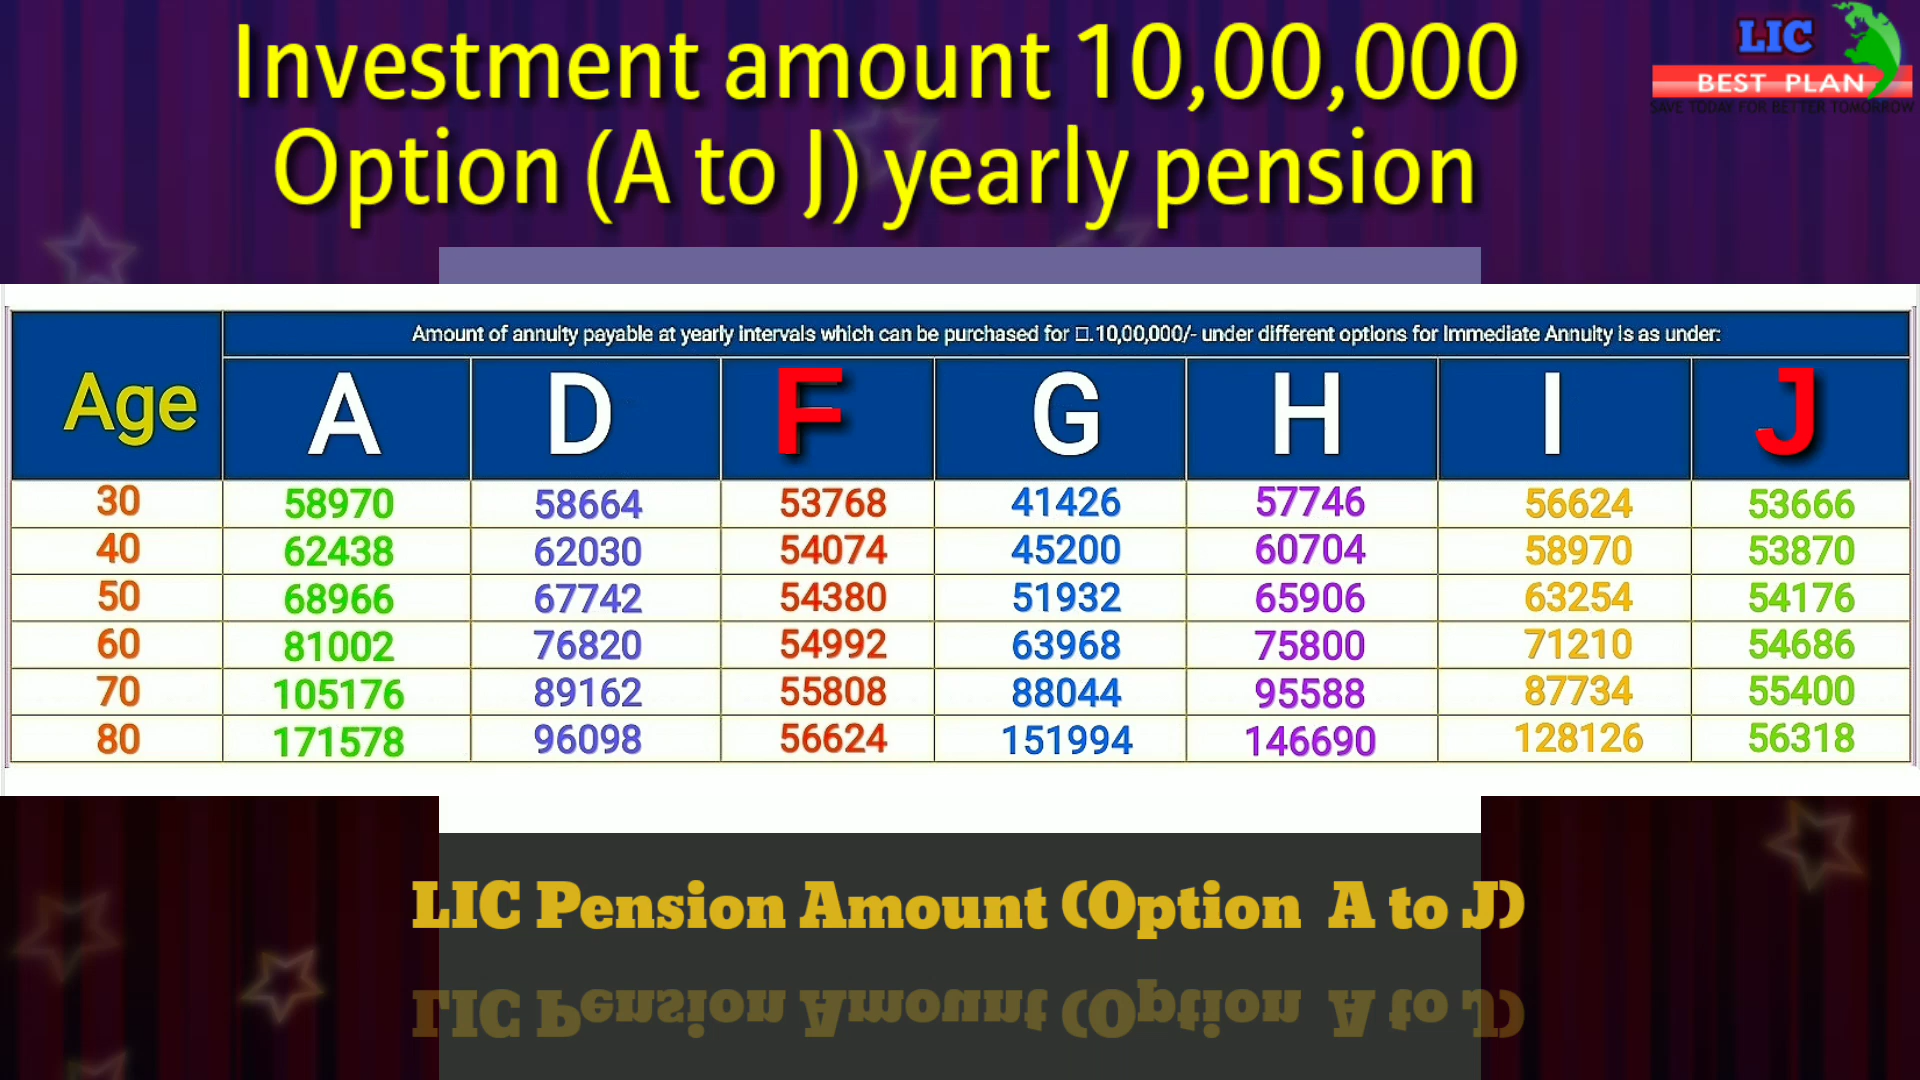 Investment amount 10,00,000
Option (A to J) yearly pension
LIC
BEST PLAN
SAVE TODAY FOR BETTER TOMORROW
Amount of annuity payable at yearly intervals which can be purchased for □.10,00,000/- under different options for Immediate Annuity is as under:
Age A D F G H I J
30 58970 58664 53768 41426 57746 56624 53666
40 62438 62030 54074 45200 60704 58970 53870
50 68966 67742 54380 51932 65906 63254 54176
60 81002 76820 54992 63968 75800 71210 54686
70 105176 89162 55808 88044 95588 87734 55400
80 171578 96098 56624 151994 146690 128126 56318
LIC Pension Amount (Option A to J)
LIC Pension Amount (Option A to J)